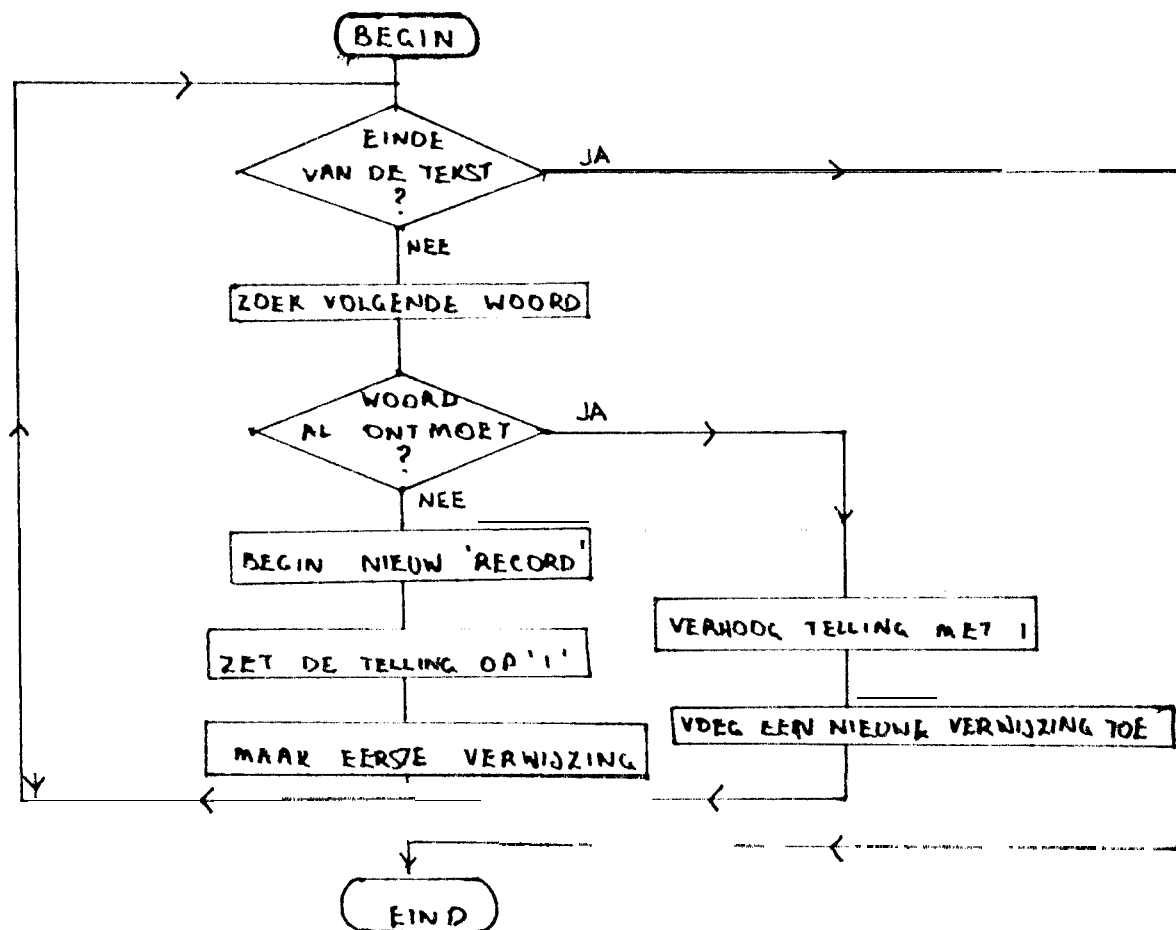 BEGIN
EINDE
VAN DE TEKST
?
JA
NEE
ZOEK VOLGENDE WOORD
WOORD
AL ONTMOET
?
JA
NEE
BEGIN NIEUW 'RECORD'
VERHOOG TELLING MET 1
ZET DE TELLING OP '1'
VOEG EEN NIEUWE VERWIJZING TOE
MAAK EERSTE VERWIJZING
EIND